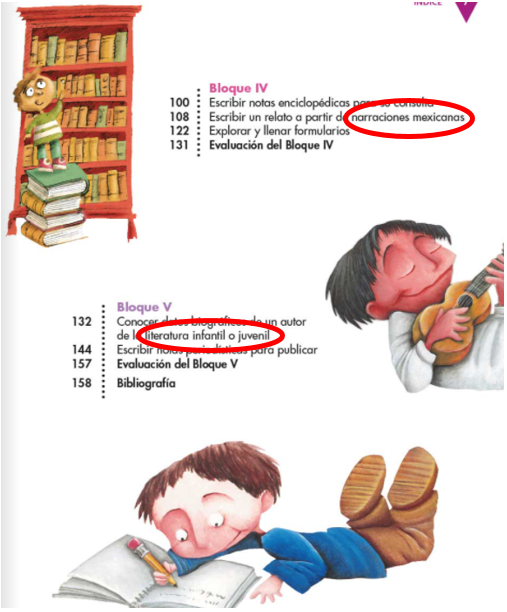 ÍNDICE
Bloque IV
100 Escribir notas enciclopédicas para su consulta
108 Escribir un relato a partir de narraciones mexicanas
122 Explorar y llenar formularios
131 Evaluación del Bloque IV
Bloque V
132 Conocer datos biográficos de un autor
de la literatura infantil o juvenil
144 Escribir notas periodísticas para publicar
157 Evaluación del Bloque V
158 Bibliografía